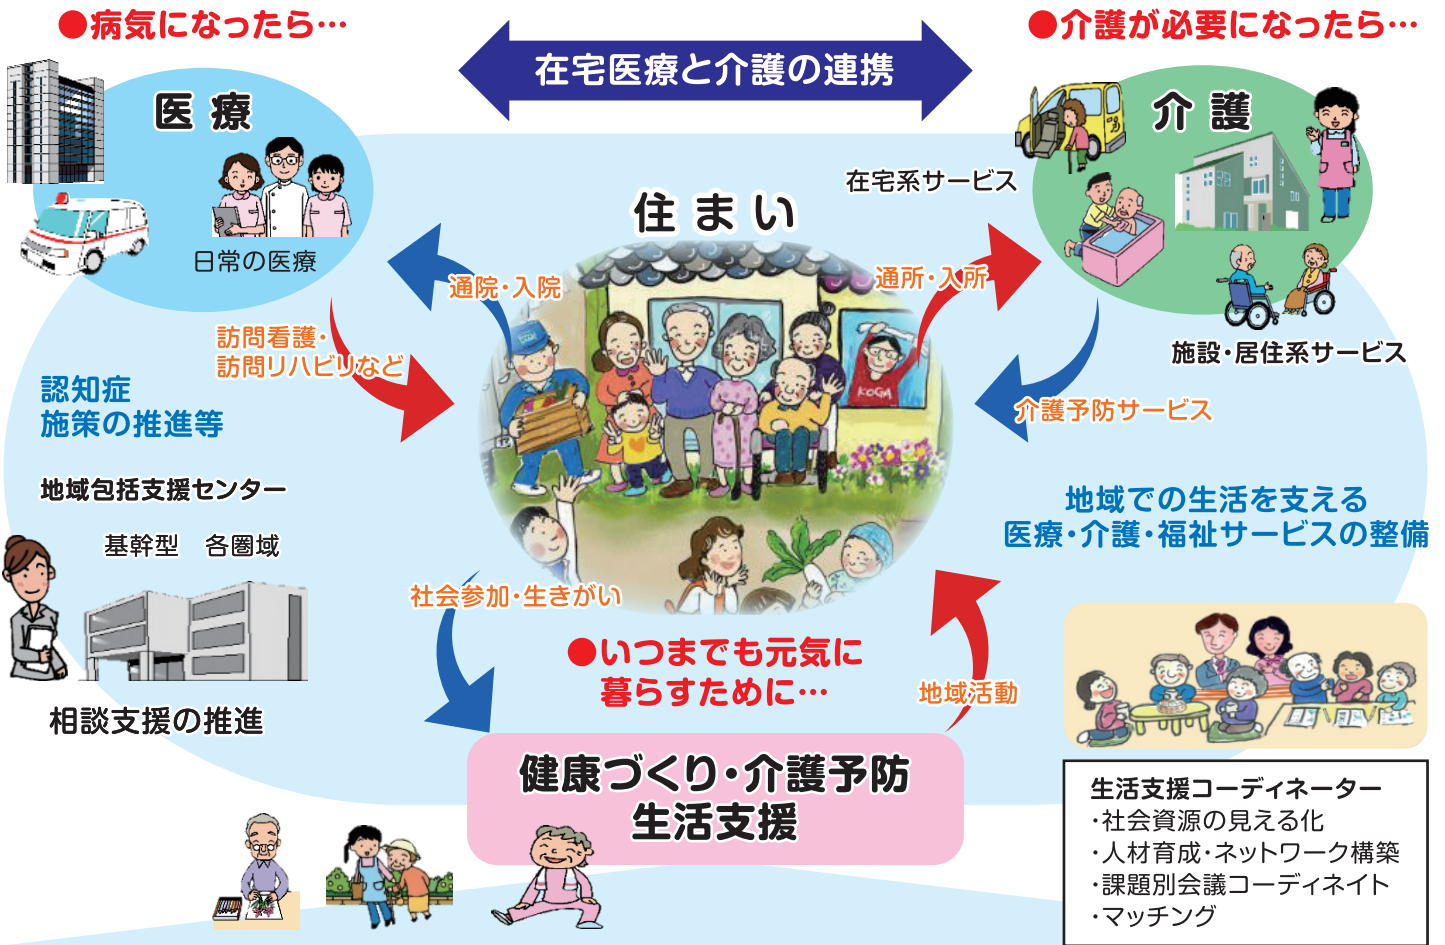 ●病気になったら…
在宅医療と介護の連携
●介護が必要になったら…
医療
日常の医療
介護
在宅系サービス
施設・居住系サービス
住まい
通院・入院
通所・入所
訪問看護・
訪問リハビリなど
介護予防サービス
KOGA
認知症
施策の推進等
地域包括支援センター
基幹型　各圏域
相談支援の推進
地域での生活を支える
医療・介護・福祉サービスの整備
社会参加・生きがい
●いつまでも元気に
暮らすために…
地域活動
健康づくり・介護予防
生活支援
生活支援コーディネーター
・社会資源の見える化
・人材育成・ネットワーク構築
・課題別会議コーディネイト
・マッチング